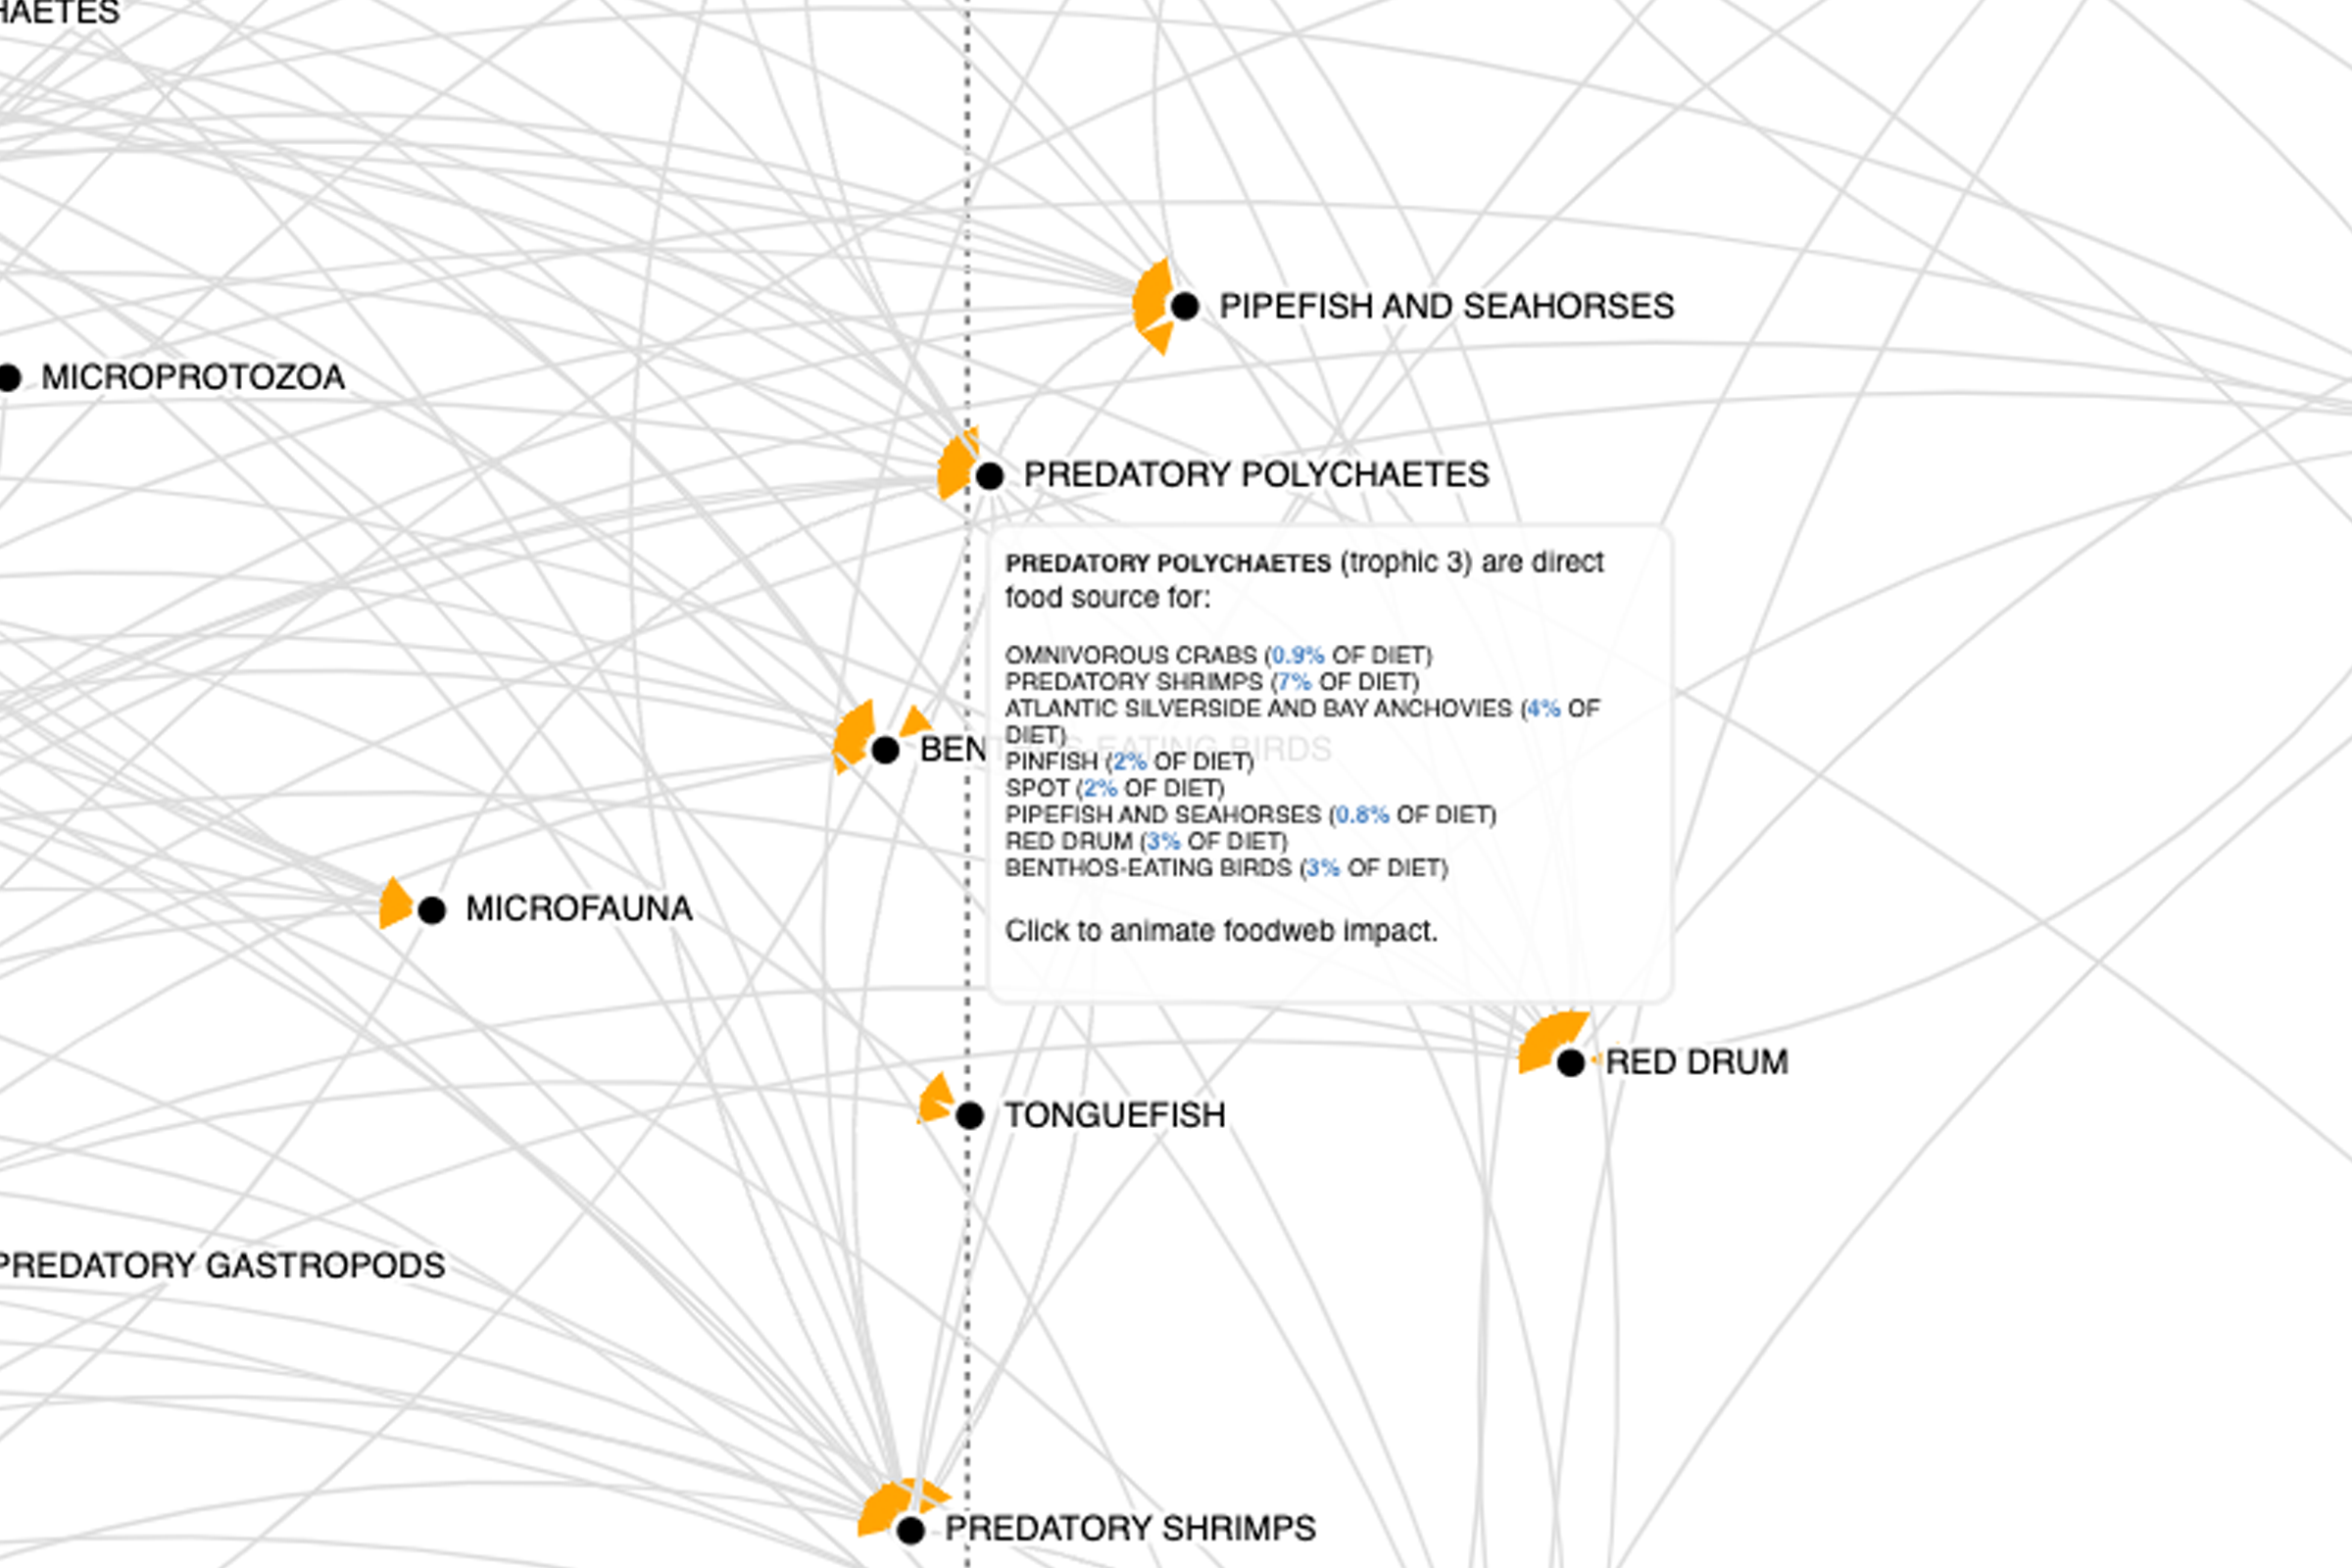 HAETES
PIPEFISH AND SEAHORSES
MICROPROTOZOA
PREDATORY POLYCHAETES
PREDATORY POLYCHAETES (trophic 3) are direct
food source for:
OMNIVOROUS CRABS (0.9% OF DIET)
PREDATORY SHRIMPS (7% OF DIET)
ATLANTIC SILVERSIDE AND BAY ANCHOVIES (4% OF
DIET)
BENTHOS-EATING BIRDS
PINFISH (2% OF DIET)
SPOT (2% OF DIET)
PIPEFISH AND SEAHORSES (0.8% OF DIET)
RED DRUM (3% OF DIET)
BENTHOS-EATING BIRDS (3% OF DIET)
Click to animate foodweb impact.
MICROFAUNA
RED DRUM
TONGUEFISH
PREDATORY GASTROPODS
PREDATORY SHRIMPS